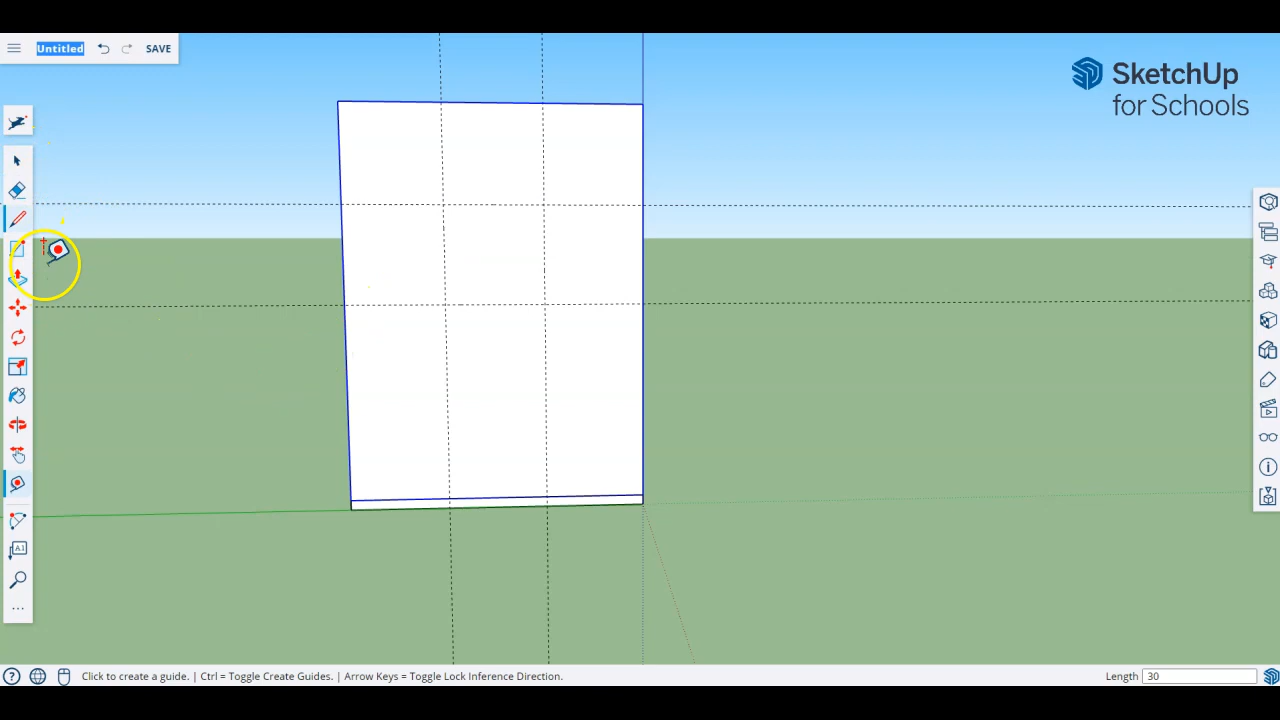 Untitled
SAVE
SketchUp
for Schools
A1
Click to create a guide. | Ctrl = Toggle Create Guides. | Arrow Keys = Toggle Lock Inference Direction.
Length 30